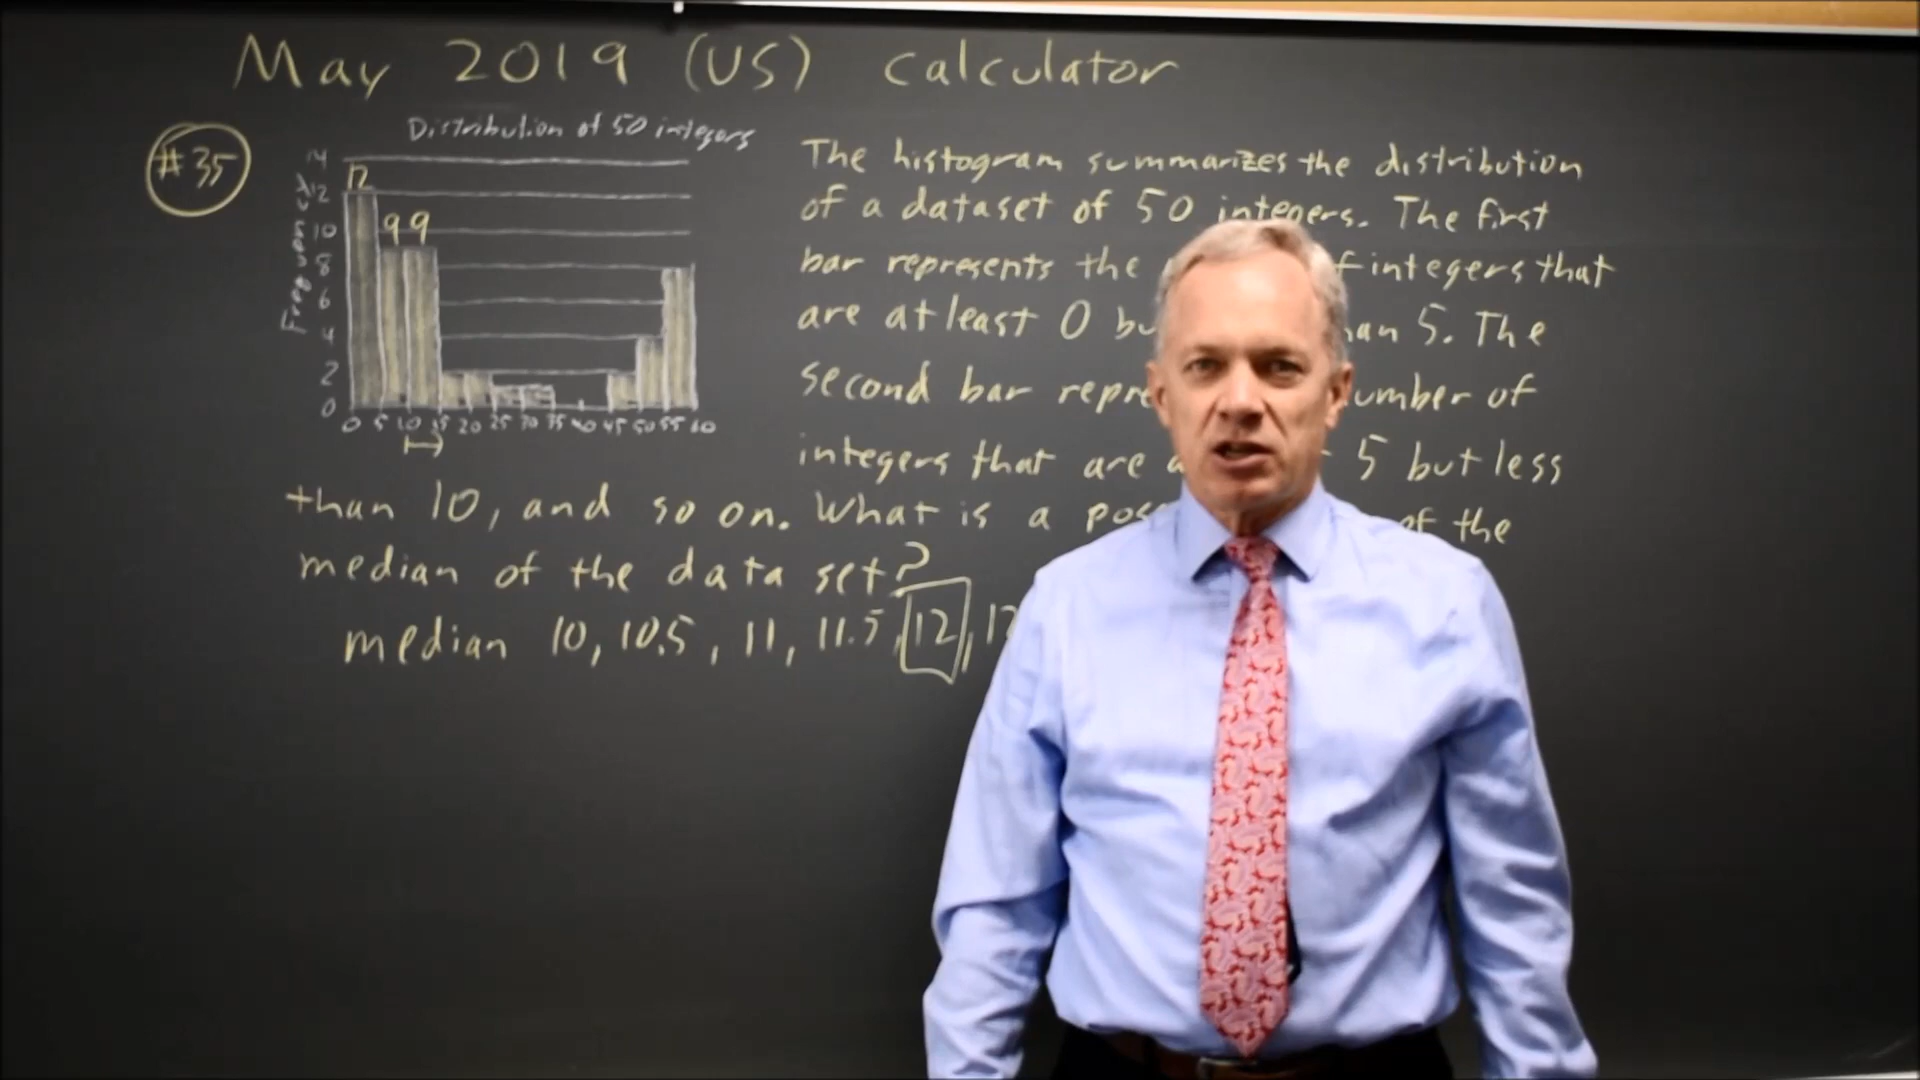 May 2019 (US) Calculator
#35
Distribution of 50 integers
14
12
12
10
9 9
8
6
4
2
0
0 5 10 15 20 25 30 35 40 45 50 55 60
Frequency
The histogram summarizes the distribution
of a dataset of 50 integers. The first
bar represents the f integers that
are at least 0 bu an 5. The
second bar repre umber of
integers that are a 5 but less
than 10, and so on. What is a pos of the
median of the data set?
median 10, 10.5, 11, 11.5, 12, 12